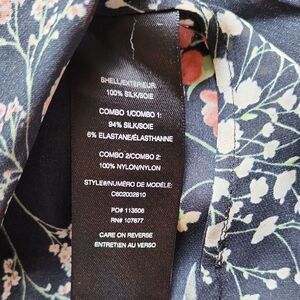 SHELL/EXTERIEUR:
100% SILK/SOIE
COMBO 1/COMBO 1:
94% SILK/SOIE
6% ELASTANE/ÉLASTHANNE
COMBO 2/COMBO 2:
100% NYLON/NYLON
STYLE#/NUMÉRO DE MODÈLE:
C602002810
PO# 113506
RN# 107677
CARE ON REVERSE
ENTRETIEN AU VERSO